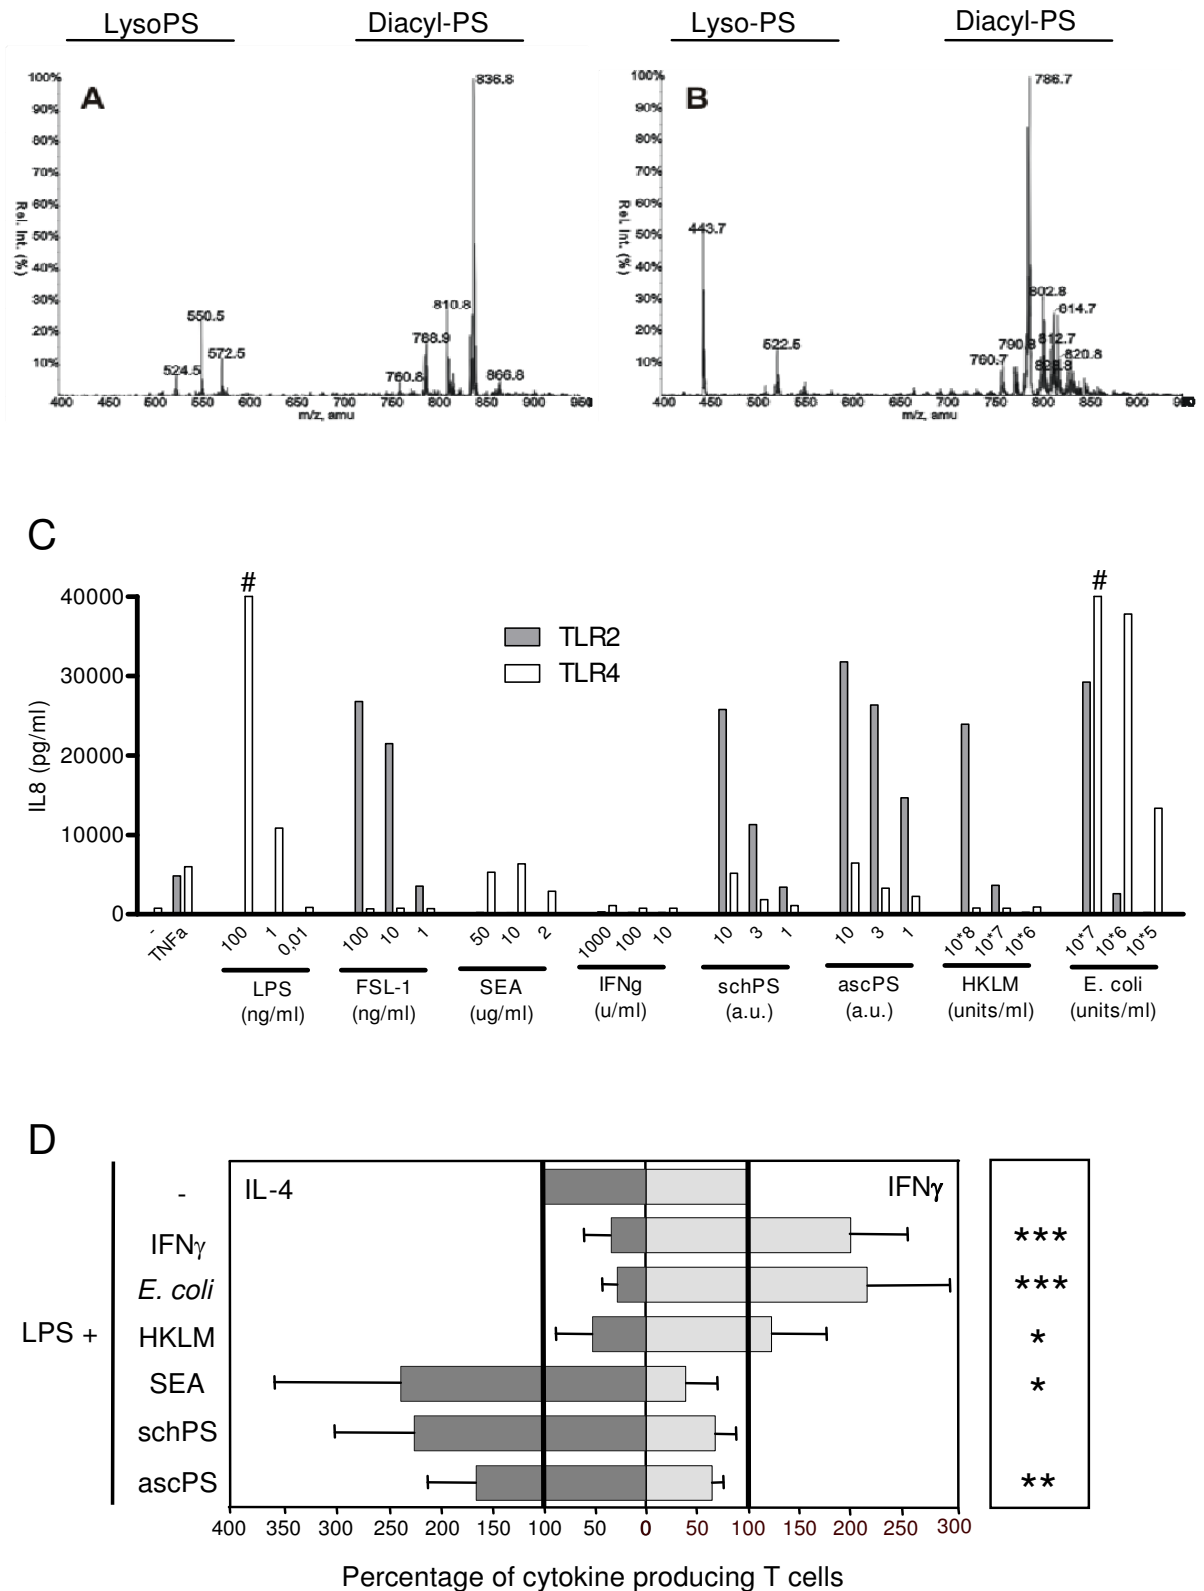 LysoPS Diacyl-PS Lyso-PS Diacyl-PS
A
100%
90%
80%
70%
60%
50%
40%
30%
20%
10%
Rel. Int. (%)
836.8
810.8
788.9
760.8
866.8
550.5
572.5
524.5
400 450 500 550 600 650 700 750 800 850 900 950
m/z, amu
B
100%
90%
80%
70%
60%
50%
40%
30%
20%
10%
Rel. Int. (%)
786.7
443.7
522.5
802.8
814.7
812.7
790.8
820.8
760.7
400 450 500 550 600 650 700 750 800 850 900
m/z, amu
C
IL8 (pg/ml)
40000
30000
20000
10000
0
# #
TLR2
TLR4
- TNFa 100 1 0,01 100 10 1 50 10 2 1000 100 10 10 3 1 10 3 1 10*8 10*7 10*6 10*7 10*6 10*5
LPS FSL-1 SEA IFNg schPS ascPS HKLM E. coli
(ng/ml) (ng/ml) (ug/ml) (u/ml) (a.u.) (a.u.) (units/ml) (units/ml)
D
LPS +
IL-4 IFNγ
-
IFNγ ***
E. coli ***
HKLM *
SEA *
schPS
ascPS **
400 350 300 250 200 150 100 50 0 50 100 150 200 250 300
Percentage of cytokine producing T cells